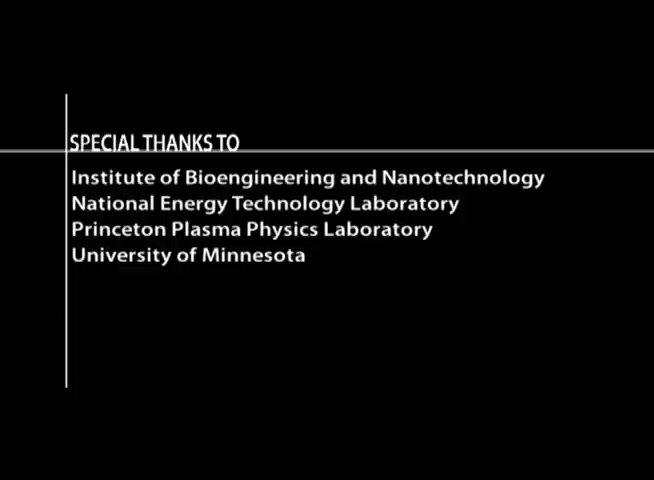 SPECIAL THANKS TO
Institute of Bioengineering and Nanotechnology
National Energy Technology Laboratory
Princeton Plasma Physics Laboratory
University of Minnesota